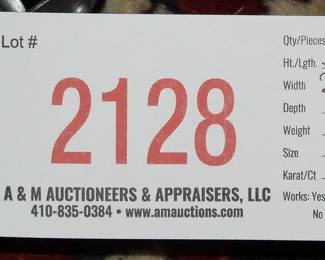 Lot #
2128
A & M AUCTIONEERS & APPRAISERS, LLC
410-835-0384 • www.amauctions.com
Qty/Pieces
Ht./Lgth.
Width
Depth
Weight
Size
Karat/Ct
Works: Yes
No